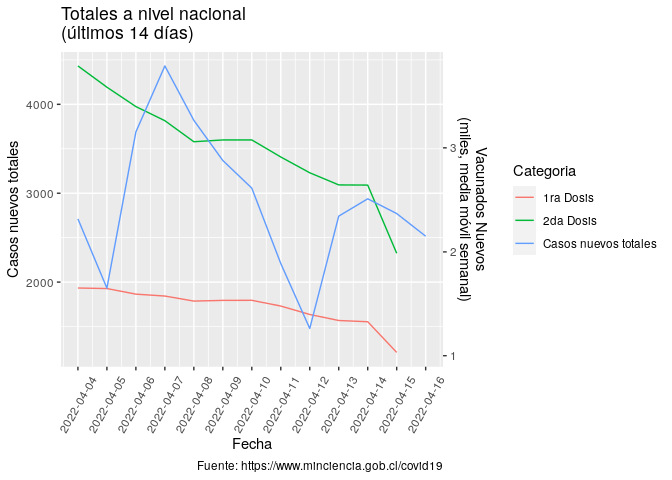 Totales a nivel nacional
(últimos 14 días)
Casos nuevos totales
4000
3000
2000
3
2
1
Vacunados Nuevos
(miles, media móvil semanal)
2022-04-04
2022-04-05
2022-04-06
2022-04-07
2022-04-08
2022-04-09
2022-04-10
2022-04-11
2022-04-12
2022-04-13
2022-04-14
2022-04-15
2022-04-16
Fecha
Categoria
1ra Dosis
2da Dosis
Casos nuevos totales
Fuente: https://www.minciencia.gob.cl/covid19